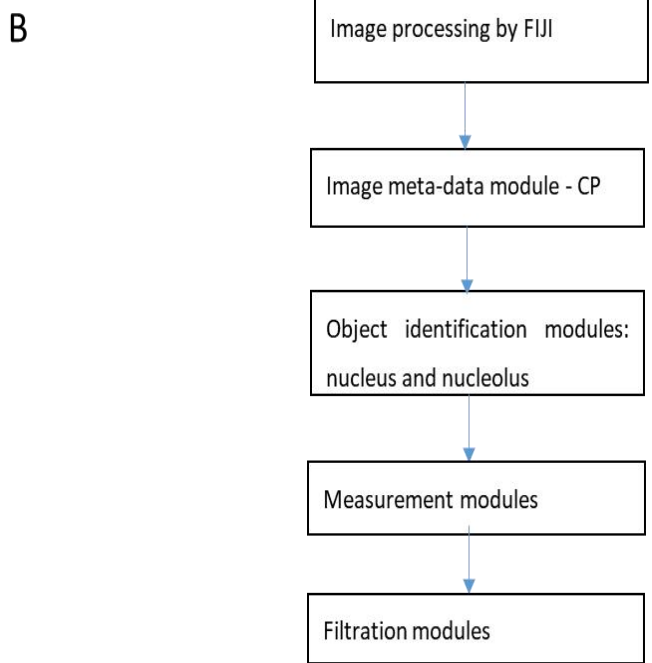 B
Image processing by FIJI
Image meta-data module - CP
Object identification modules:
nucleus and nucleolus
Measurement modules
Filtration modules